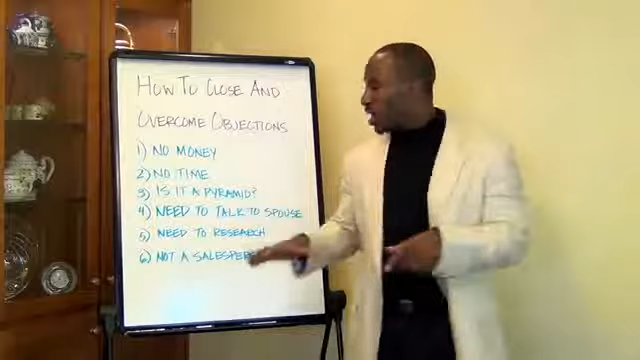 HOW TO CLOSE AND
OVERCOME OBJECTIONS
1) NO MONEY
2) NO TIME
3) IS IT A PYRAMID?
4) NEED TO TALK TO SPOUSE
5) NEED TO RESEARCH
6) NOT A